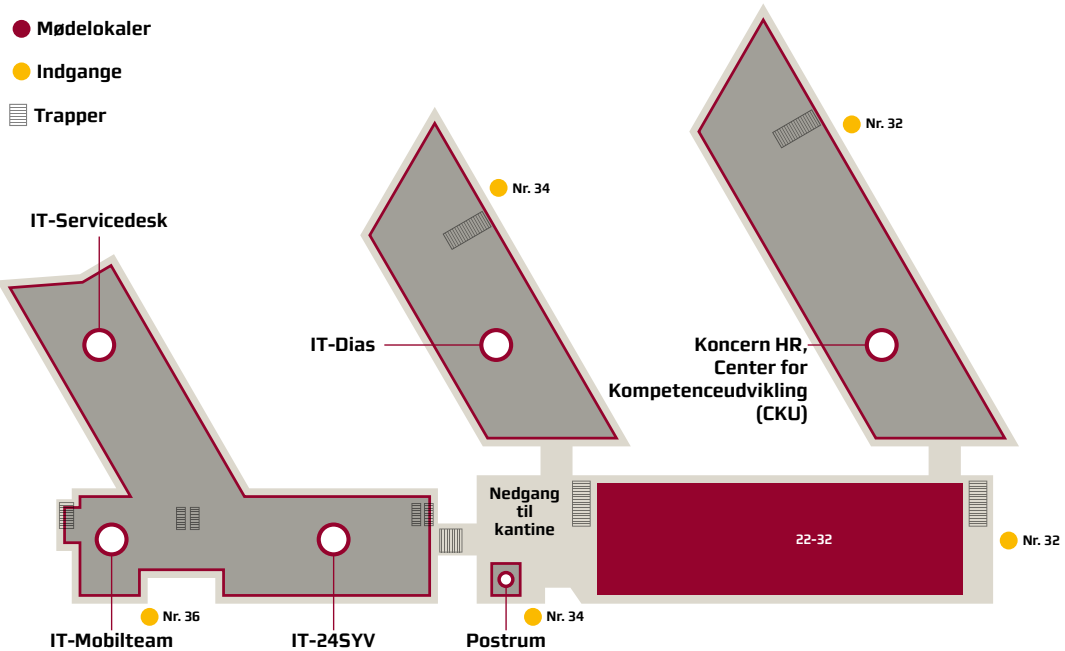 Mødelokaler
Indgange
Trapper
Nr. 32
Nr. 34
IT-Servicedesk
IT-Dias
Koncern HR,
Center for
Kompetenceudvikling
(CKU)
Nedgang
til
kantine
22-32
Nr. 32
Nr. 36
Nr. 34
IT-Mobilteam
IT-24SYV
Postrum